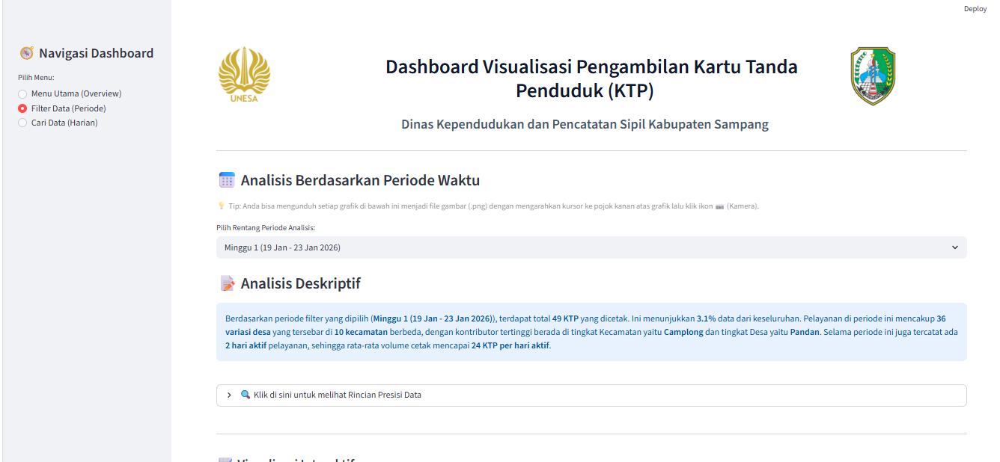 Deploy
Navigasi Dashboard
Pilih Menu:
Menu Utama (Overview)
Filter Data (Periode)
Cari Data (Harian)
UNESA
Dashboard Visualisasi Pengambilan Kartu Tanda
Penduduk (KTP)
Dinas Kependudukan dan Pencatatan Sipil Kabupaten Sampang
Analisis Berdasarkan Periode Waktu
Tip: Anda bisa mengunduh setiap grafik di bawah ini menjadi file gambar (.png) dengan mengarahkan kursor ke pojok kanan atas grafik lalu klik ikon 📷 (Kamera).
Pilih Rentang Periode Analisis:
Minggu 1 (19 Jan - 23 Jan 2026)
Analisis Deskriptif
Berdasarkan periode filter yang dipilih (Minggu 1 (19 Jan - 23 Jan 2026)), terdapat total 49 KTP yang dicetak. Ini menunjukkan 3.1% data dari keseluruhan. Pelayanan di periode ini mencakup 36
variasi desa yang tersebar di 10 kecamatan berbeda, dengan kontributor tertinggi berada di tingkat Kecamatan yaitu Camplong dan tingkat Desa yaitu Pandan. Selama periode ini juga tercatat ada
2 hari aktif pelayanan, sehingga rata-rata volume cetak mencapai 24 KTP per hari aktif.
Klik di sini untuk melihat Rincian Presisi Data